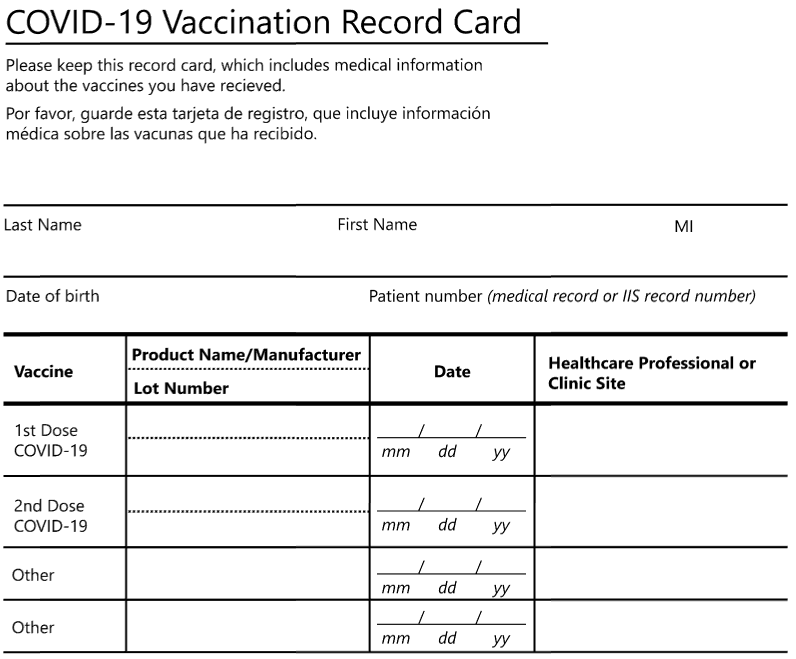 COVID-19 Vaccination Record Card
Please keep this record card, which includes medical information
about the vaccines you have recieved.
Por favor, guarde esta tarjeta de registro, que incluye información
médica sobre las vacunas que ha recibido.
Last Name First Name MI
Date of birth Patient number (medical record or IIS record number)
Vaccine
Product Name/Manufacturer
Lot Number
Date
Healthcare Professional or
Clinic Site
1st Dose
COVID-19
/ /
mm dd yy
2nd Dose
COVID-19
/ /
mm dd yy
Other
/ /
mm dd yy
Other
/ /
mm dd yy